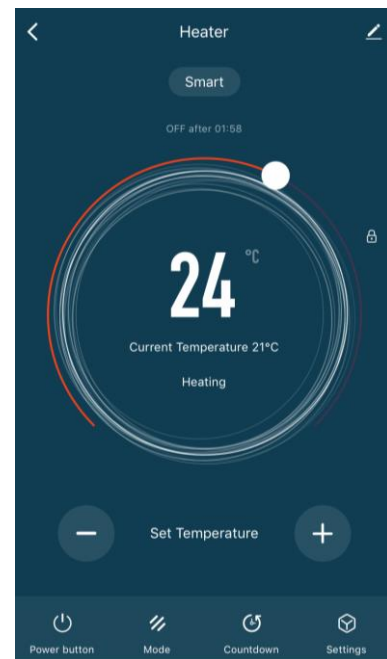 Heater
Smart
OFF after 01:58
24 °C
Current Temperature 21°C
Heating
Set Temperature
Power button Mode Countdown Settings